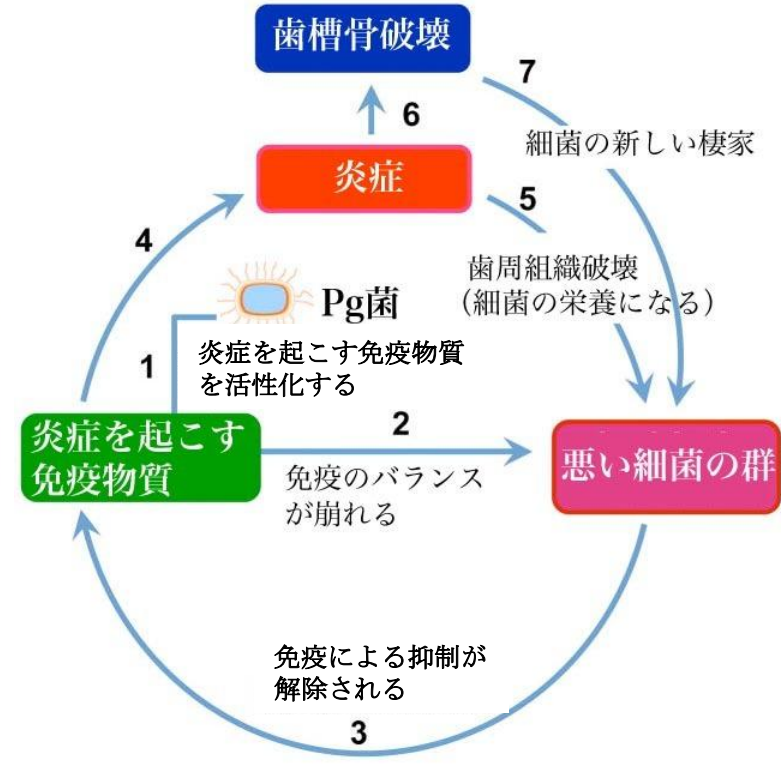 歯槽骨破壊
7
6
細菌の新しい棲家
炎症
5
4
歯周組織破壊
（細菌の栄養になる）
Pg菌
1
炎症を起こす免疫物質
を活性化する
2
炎症を起こす
免疫物質
免疫のバランス
が崩れる
悪い細菌の群
免疫による抑制が
解除される
3